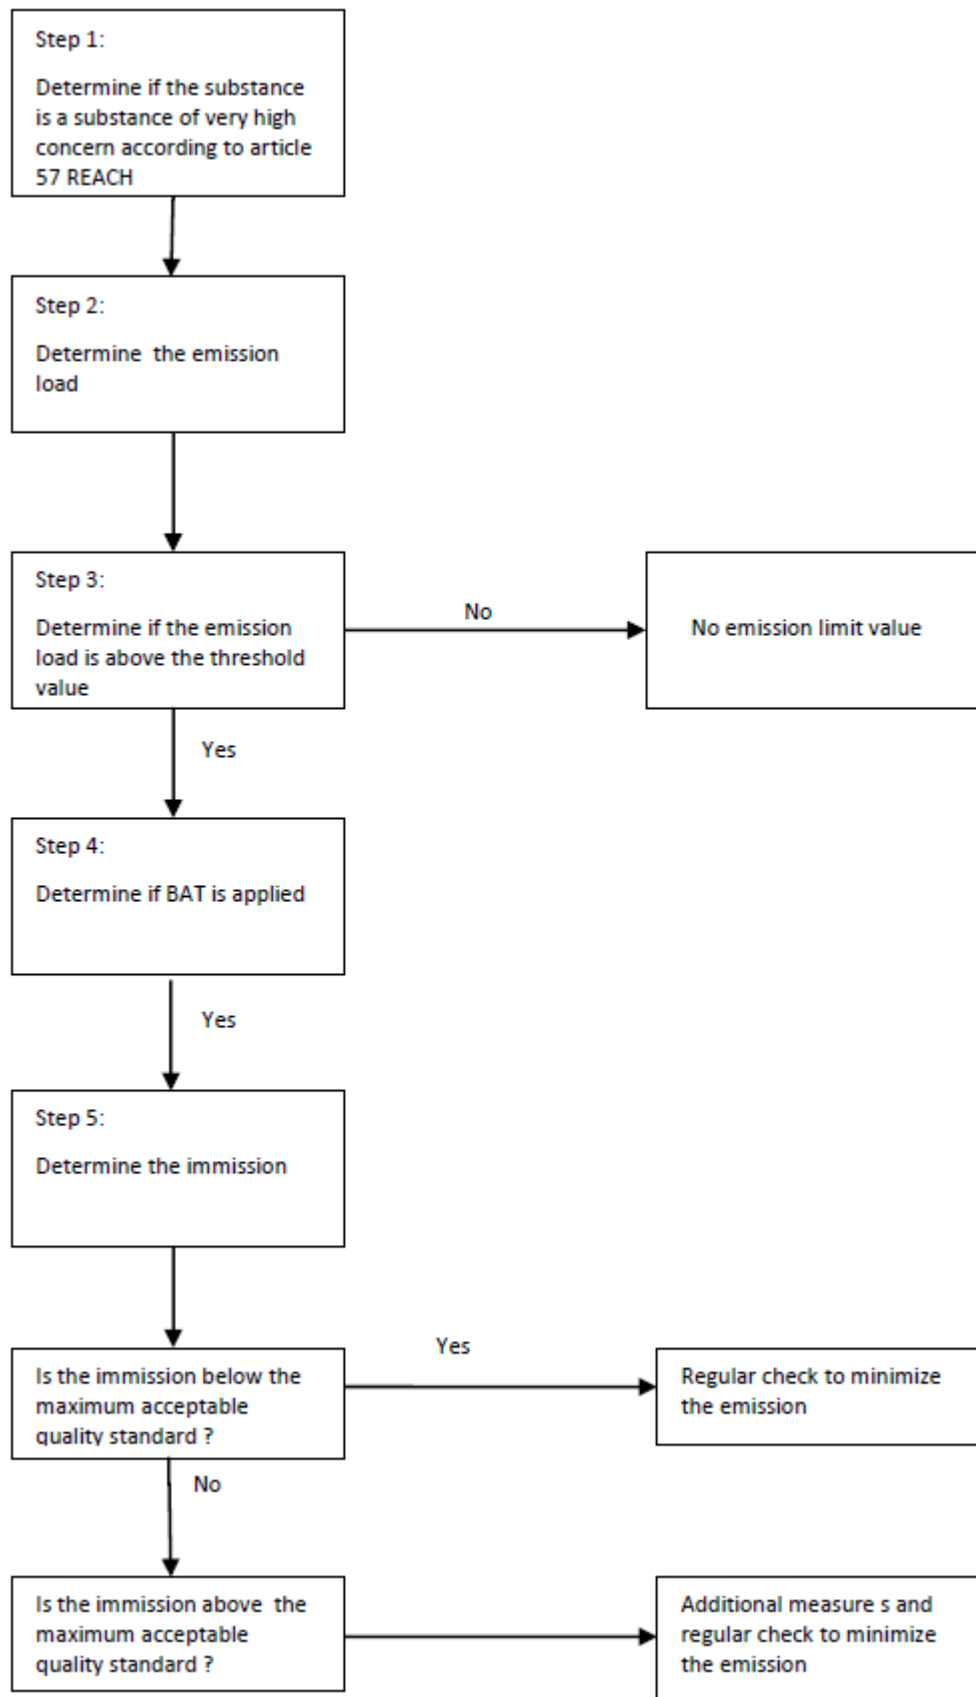 Step 1:
Determine if the substance
is a substance of very high
concern according to article
57 REACH
Step 2:
Determine  the emission
load
Step 3:
Determine if the emission
load is above the threshold
value
No
No emission limit value
Yes
Step 4:
Determine if BAT is applied
Yes
Step 5:
Determine the immission
Is the immission below the
maximum acceptable
quality standard ?
Yes
Regular check to minimize
the emission
No
Is the immission above  the
maximum acceptable
quality standard ?
Additional measure s and
regular check to minimize
the emission